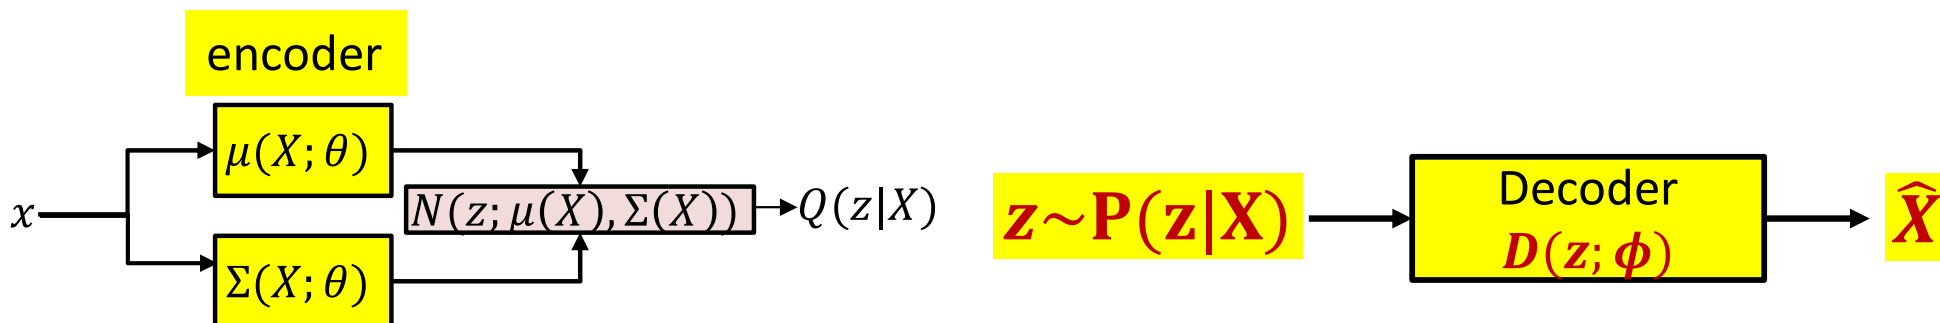 encoder
x
μ(X; θ)
Σ(X; θ)
N(z; μ(X), Σ(X))
Q(z|X)
z~P(z|X)
Decoder
D(z; ϕ)
X̂